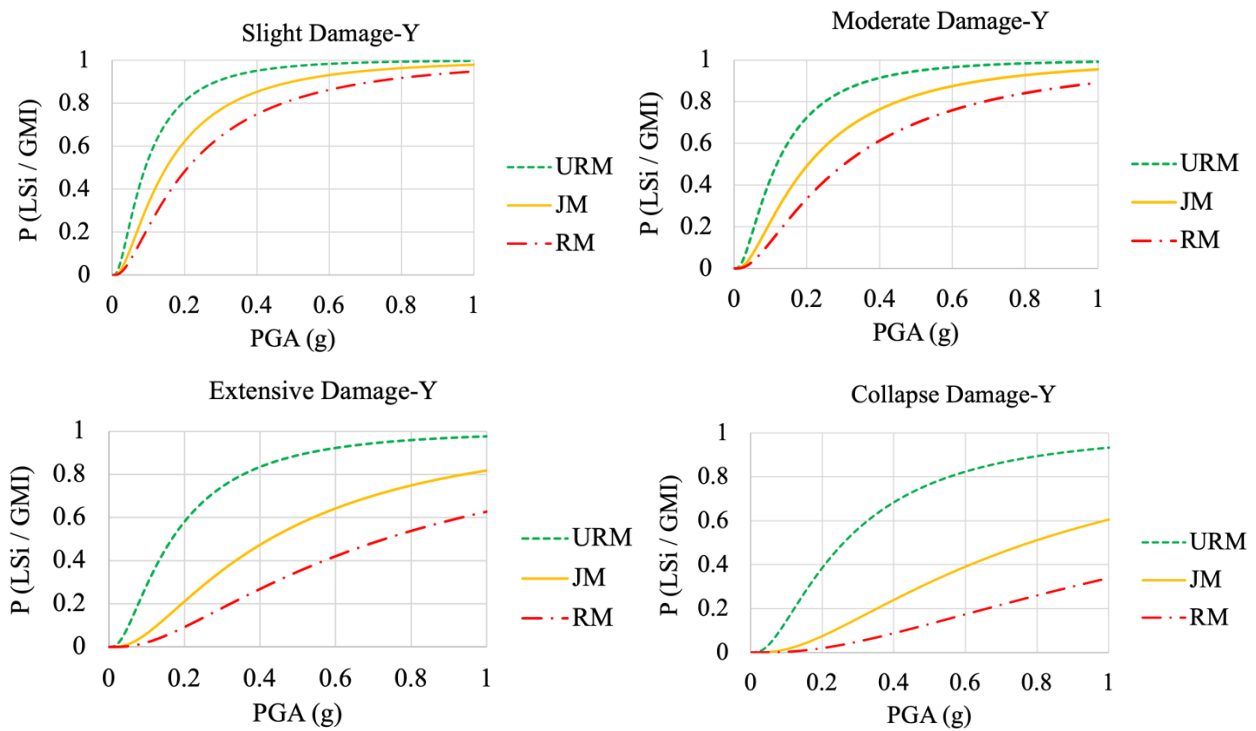 Slight Damage-Y
P (LSi / GMI)
1
0.8
0.6
0.4
0.2
0
0 0.2 0.4 0.6 0.8 1
PGA (g)
URM
JM
RM
Moderate Damage-Y
P (LSi / GMI)
1
0.8
0.6
0.4
0.2
0
0 0.2 0.4 0.6 0.8 1
PGA (g)
URM
JM
RM
Extensive Damage-Y
P (LSi / GMI)
1
0.8
0.6
0.4
0.2
0
0 0.2 0.4 0.6 0.8 1
PGA (g)
URM
JM
RM
Collapse Damage-Y
P (LSi / GMI)
1
0.8
0.6
0.4
0.2
0
0 0.2 0.4 0.6 0.8 1
PGA (g)
URM
JM
RM